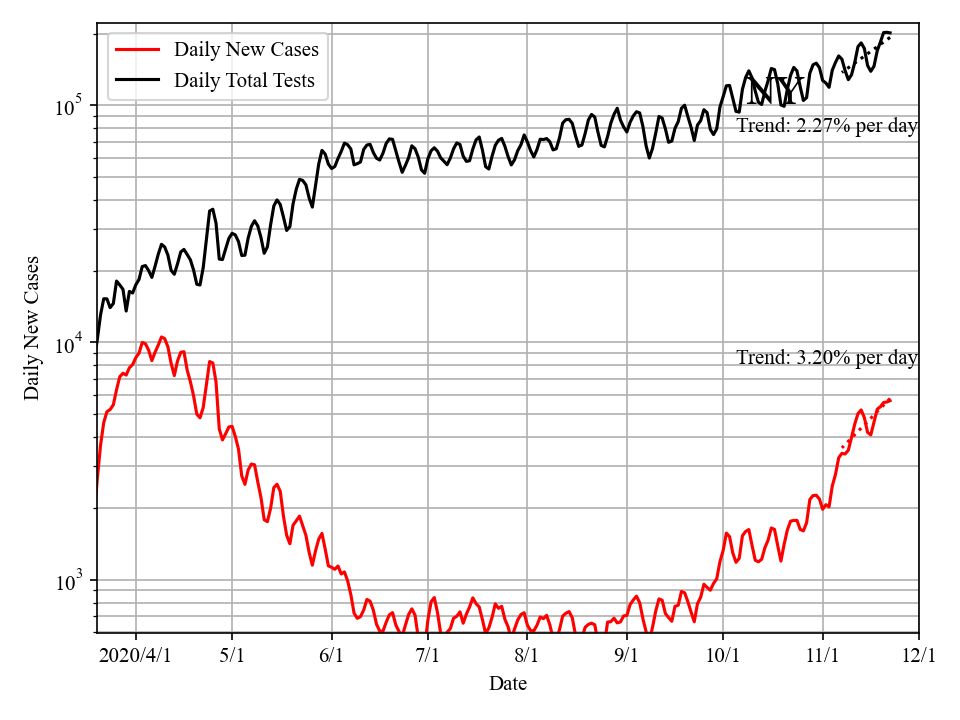 Daily New Cases
Daily Total Tests
NY
Trend: 2.27% per day
Trend: 3.20% per day
10^5
10^4
10^3
Daily New Cases
2020/4/1 5/1 6/1 7/1 8/1 9/1 10/1 11/1 12/1
Date